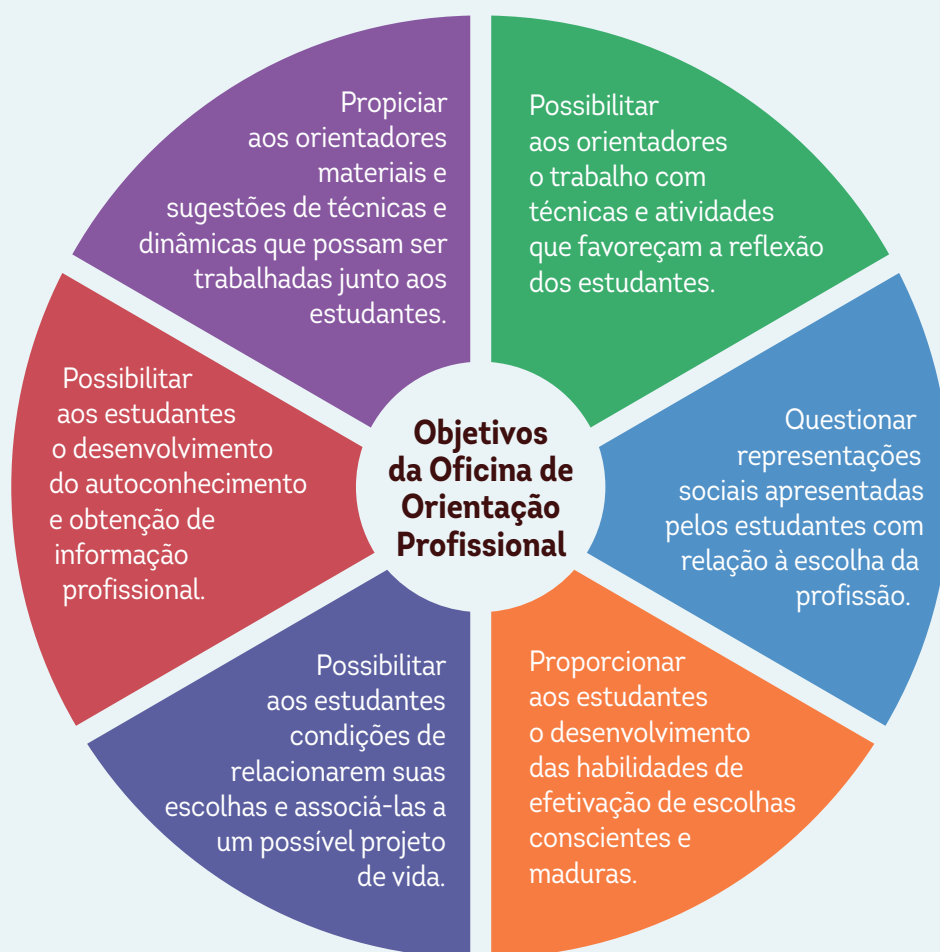 Propiciar
aos orientadores
materiais e
sugestões de técnicas e
dinâmicas que possam ser
trabalhadas junto aos
estudantes.
Possibilitar
aos orientadores
o trabalho com
técnicas e atividades
que favoreçam a reflexão
dos estudantes.
Questionar
representações
sociais apresentadas
pelos estudantes com
relação à escolha da
profissão.
Proporcionar
aos estudantes
o desenvolvimento
das habilidades de
efetivação de escolhas
conscientes e
maduras.
Possibilitar
aos estudantes
condições de
relacionarem suas
escolhas e associá-las a
um possível projeto
de vida.
Possibilitar
aos estudantes
o desenvolvimento
do autoconhecimento
e obtenção de
informação
profissional.
Objetivos
da Oficina de
Orientação
Profissional